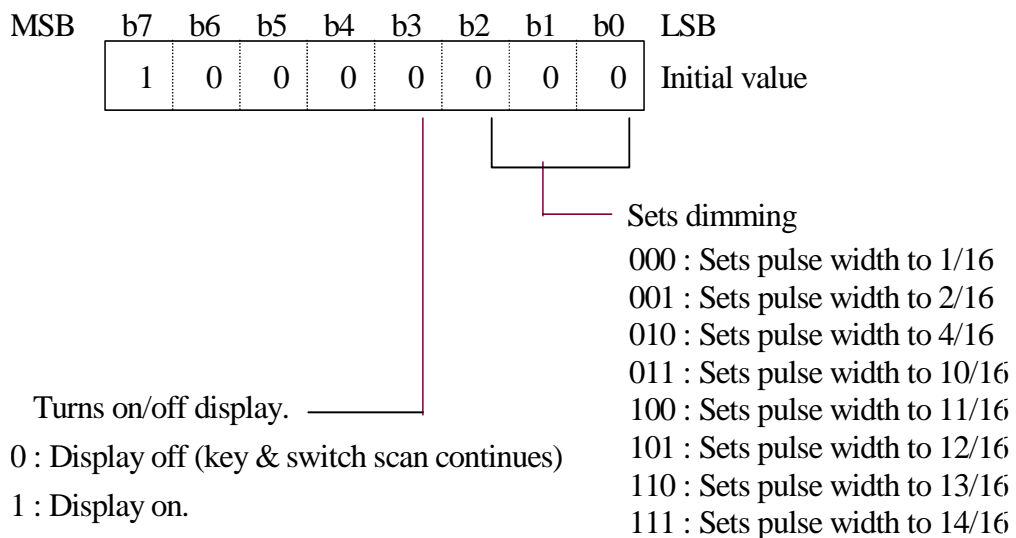 MSB b7 b6 b5 b4 b3 b2 b1 b0 LSB
1 0 0 0 0 0 0 0 Initial value
Sets dimming
000 : Sets pulse width to 1/16
001 : Sets pulse width to 2/16
010 : Sets pulse width to 4/16
011 : Sets pulse width to 10/16
100 : Sets pulse width to 11/16
101 : Sets pulse width to 12/16
110 : Sets pulse width to 13/16
111 : Sets pulse width to 14/16
Turns on/off display.
0 : Display off (key & switch scan continues)
1 : Display on.